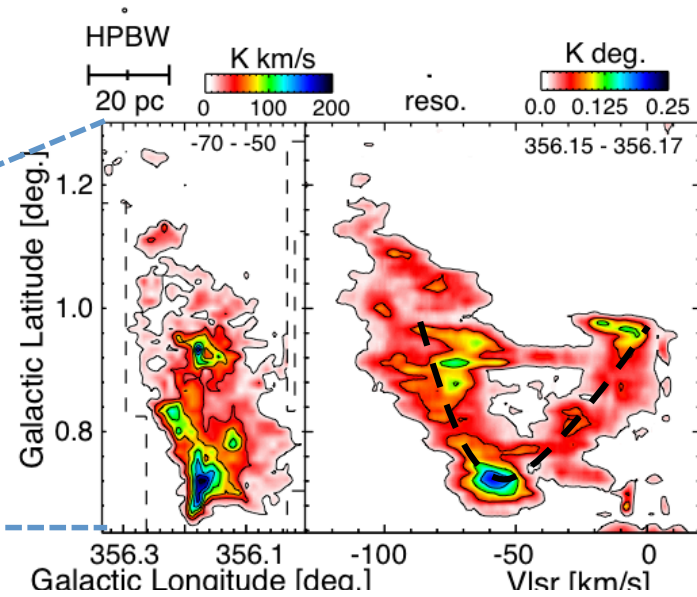 HPBW
20 pc
K km/s
0 100 200
reso.
K deg.
0.0 0.125 0.25
-70 - -50
356.15 - 356.17
Galactic Latitude [deg.]
1.2
1.0
0.8
356.3 356.1
-100 -50 0
Galactic Longitude [deg.]
Vlsr [km/s]